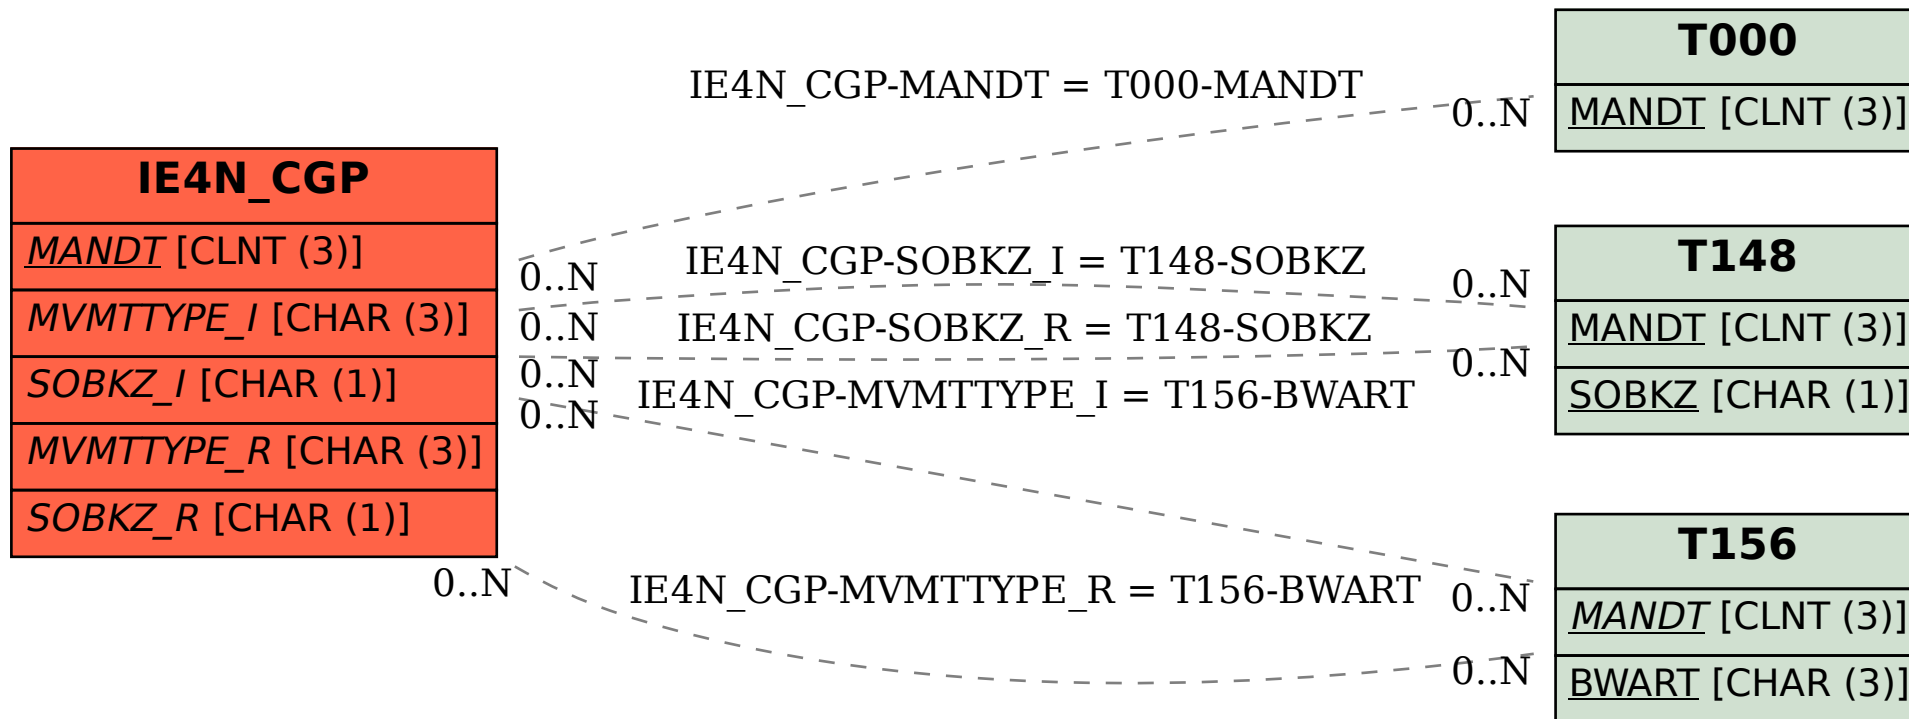 IE4N_CGP
MANDT [CLNT (3)]
MVMTTYPE_I [CHAR (3)]
SOBKZ_I [CHAR (1)]
MVMTTYPE_R [CHAR (3)]
SOBKZ_R [CHAR (1)]
IE4N_CGP-MANDT = T000-MANDT
0..N
0..N
IE4N_CGP-SOBKZ_I = T148-SOBKZ
0..N
0..N
IE4N_CGP-SOBKZ_R = T148-SOBKZ
0..N
0..N
IE4N_CGP-MVMTTYPE_I = T156-BWART
0..N
0..N
IE4N_CGP-MVMTTYPE_R = T156-BWART
0..N
0..N
T000
MANDT [CLNT (3)]
T148
MANDT [CLNT (3)]
SOBKZ [CHAR (1)]
T156
MANDT [CLNT (3)]
BWART [CHAR (3)]